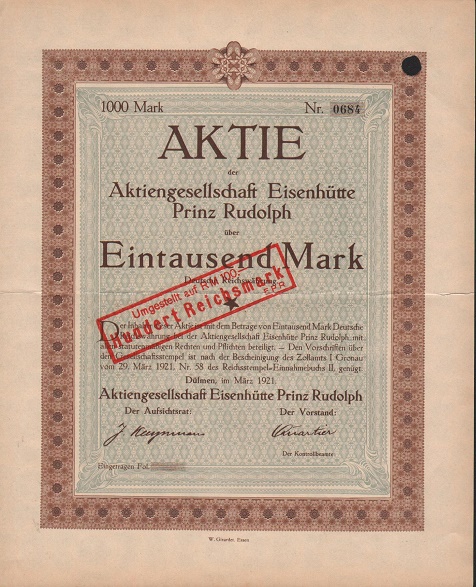 1000 Mark Nr. 0684
AKTIE
der
Aktiengesellschaft Eisenhütte
Prinz Rudolph
über
Eintausend Mark
Deutsche Reichswährung.
Umgestellt auf RM 100.-
Hundert Reichsmark
Der Inhaber dieser Aktie ist mit dem Betrage von Eintausend Mark Deutsche
Reichswährung bei der Aktiengesellschaft Eisenhütte Prinz Rudolph mit
allen statutenmäßigen Rechten und Pflichten beteiligt. — Den Vorschriften über
den Gesellschaftsstempel ist nach der Bescheinigung des Zollamts I Gronau
vom 29. März 1921, Nr. 58 des Reichsstempel-Einnahmebuchs II, genügt.
Dülmen, im März 1921.
Aktiengesellschaft Eisenhütte Prinz Rudolph
Der Aufsichtsrat: Der Vorstand:
Der Kontrollbeamte
Eingetragen Fol.
W. Girardet, Essen